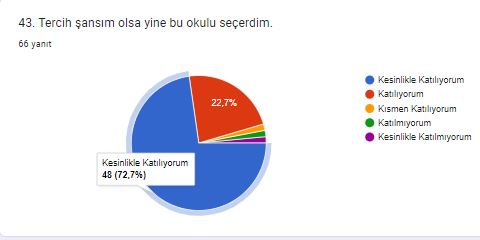 43. Tercih şansım olsa yine bu okulu seçerdim.
66 yanıt
22,7%
Kesinlikle Katılıyorum
48 (72,7%)
Kesinlikle Katılıyorum
Katılıyorum
Kısmen Katılıyorum
Katılmıyorum
Kesinlikle Katılmıyorum